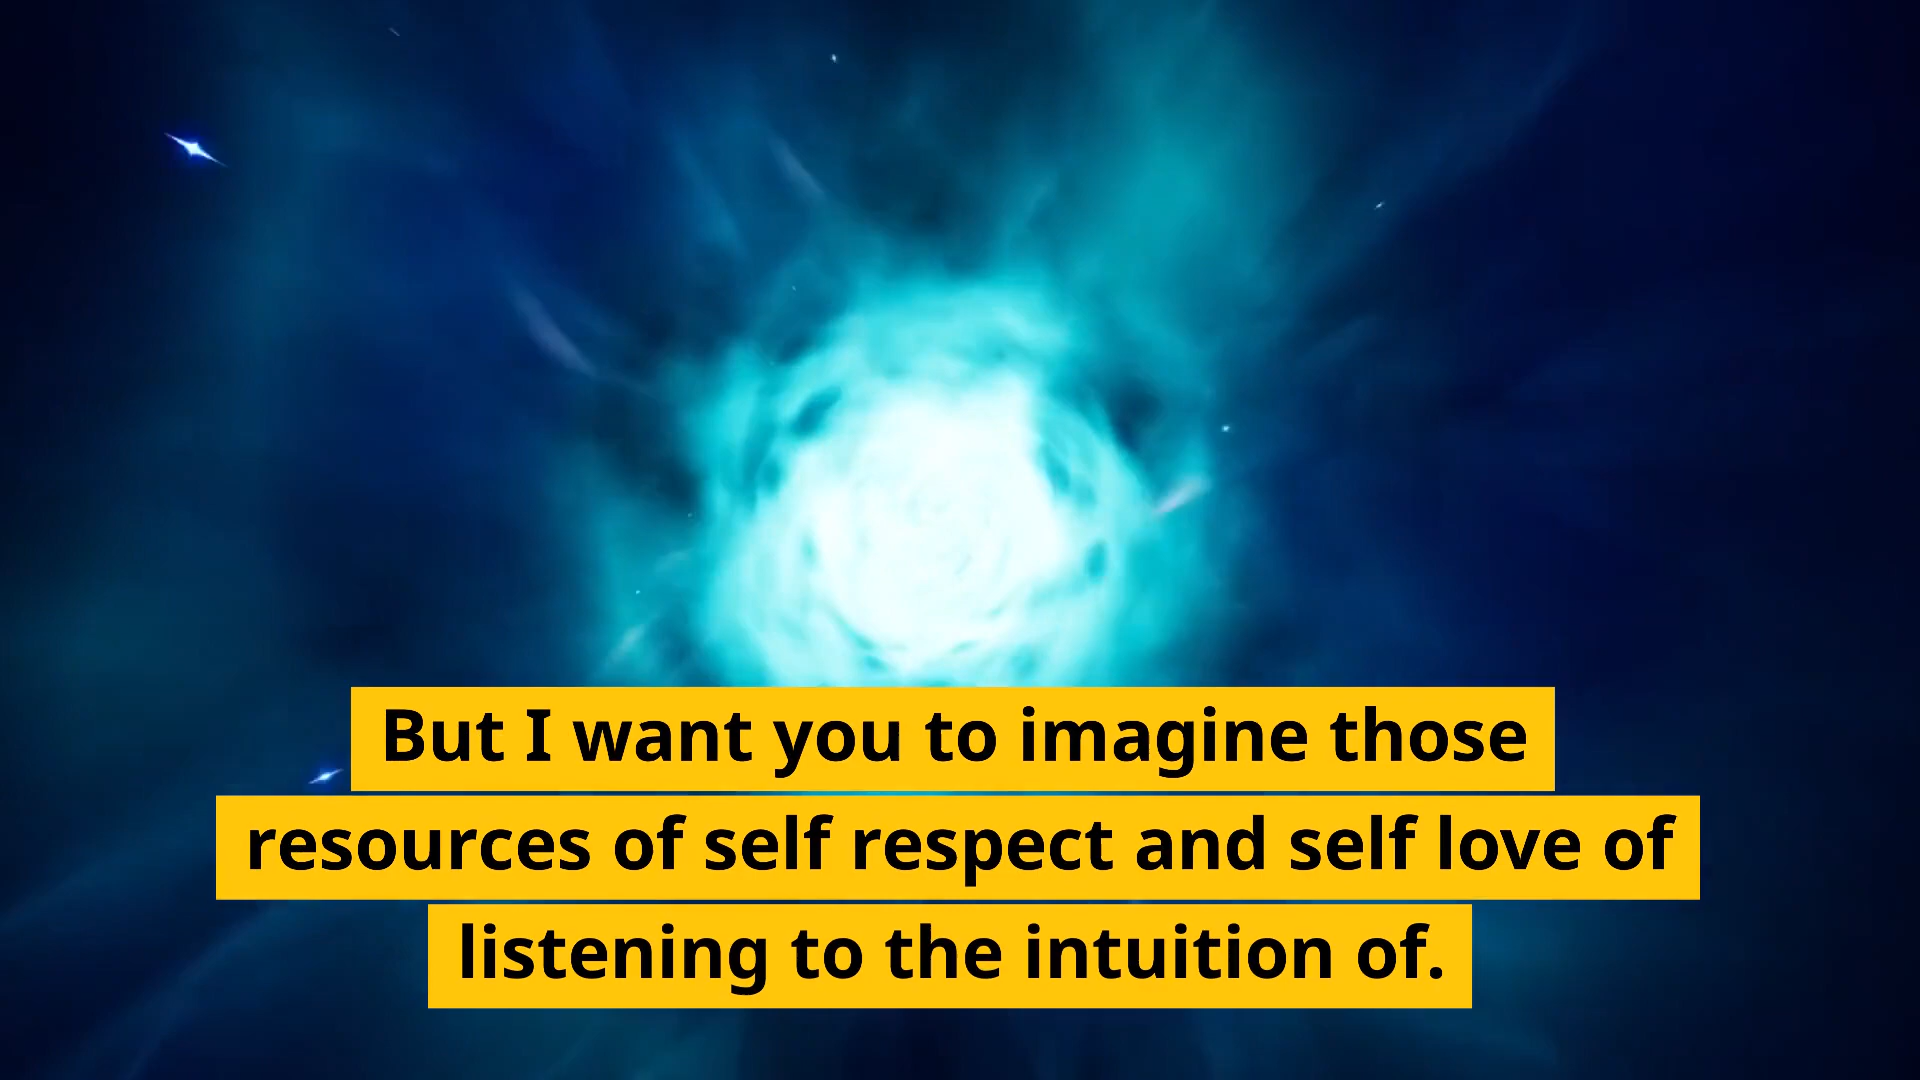 But I want you to imagine those
resources of self respect and self love of
listening to the intuition of.